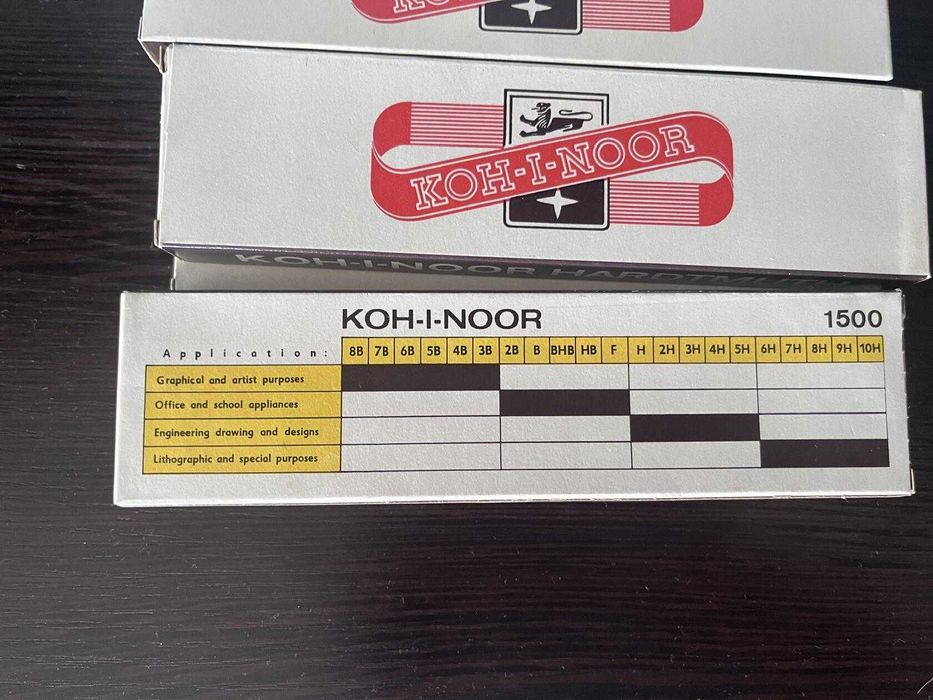 KOH-I-NOOR
KOH-I-NOOR
KOH-I-NOOR HARDTMUTH
KOH-I-NOOR 1500
Application: 8B 7B 6B 5B 4B 3B 2B B BHB HB F H 2H 3H 4H 5H 6H 7H 8H 9H 10H
Graphical and artist purposes
Office and school appliances
Engineering drawing and designs
Lithographic and special purposes